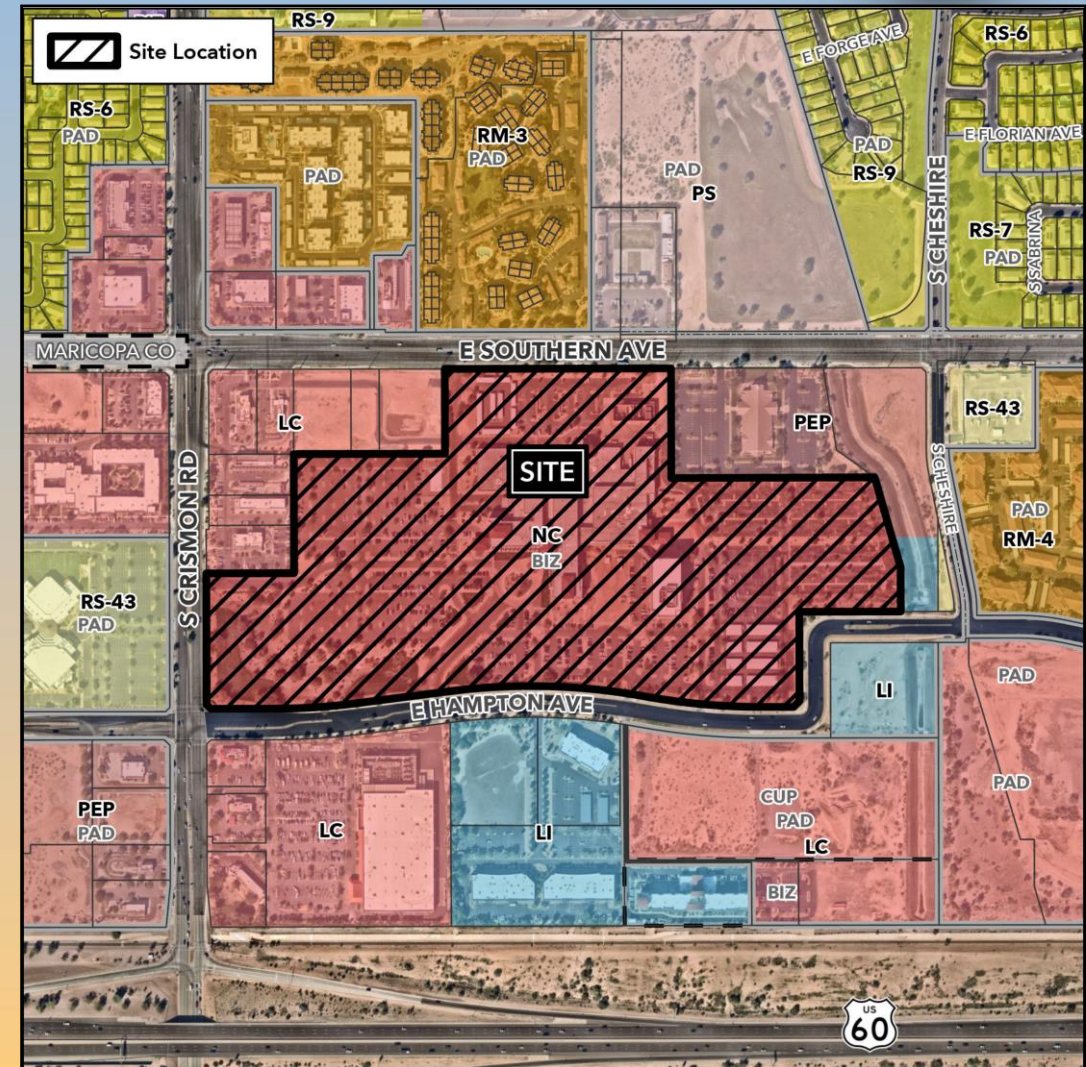 Site Location
RS-9
E FORGE AVE
RS-6
RS-6
PAD
RM-3
PAD
PAD
PAD
PS
PAD
RS-9
S CHESHIRE
E FLORIAN AVE
RS-7
PAD
S SABRINA
MARICOPA CO
E SOUTHERN AVE
LC
PEP
RS-43
S CRISMON RD
SITE
S CHESHIRE
PAD
RM-4
NC
BIZ
RS-43
PAD
E HAMPTON AVE
LI
PAD
PEP
PAD
LC
LI
CUP
PAD
LC
PAD
BIZ
US
60